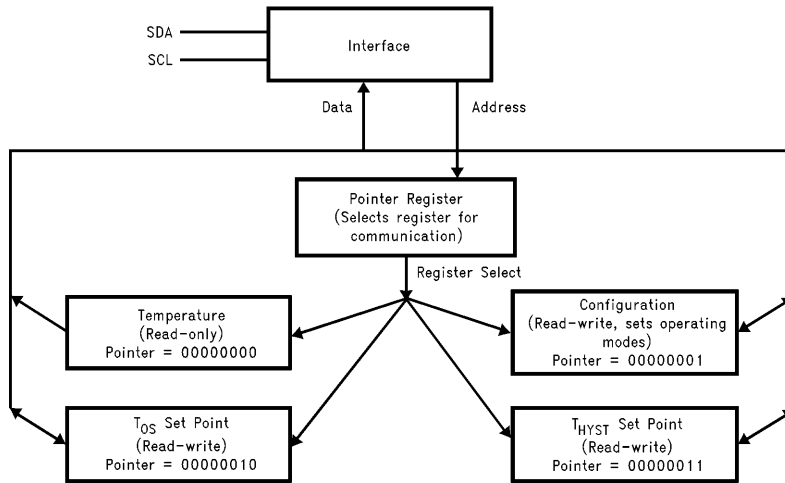 SDA
SCL
Interface
Data
Address
Pointer Register
(Selects register for
communication)
Register Select
Temperature
(Read-only)
Pointer = 00000000
Configuration
(Read-write, sets operating
modes)
Pointer = 00000001
TOS Set Point
(Read-write)
Pointer = 00000010
THYST Set Point
(Read-write)
Pointer = 00000011